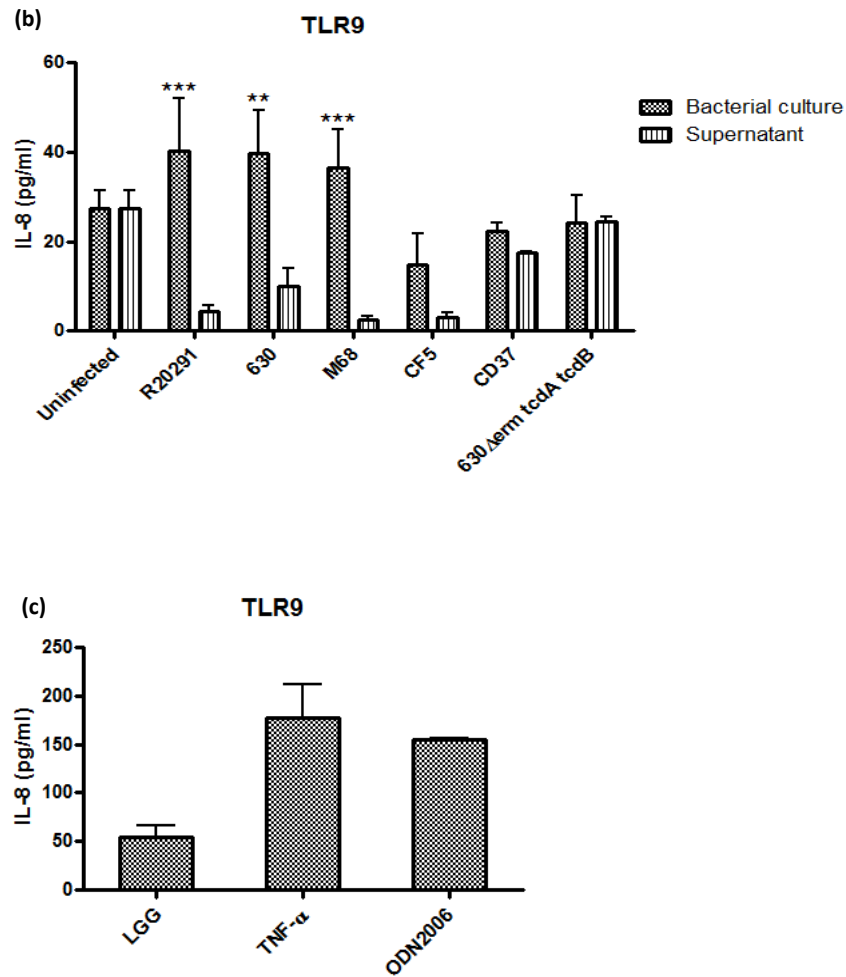 (b)
TLR9
60
40
20
0
IL-8 (pg/ml)
***
**
***
Bacterial culture
Supernatant
Uninfected
R20291
630
M68
CF5
CD37
630Δerm tcdA tcdB
(c)
TLR9
250
200
150
100
50
0
IL-8 (pg/ml)
LGG
TNF-α
ODN2006